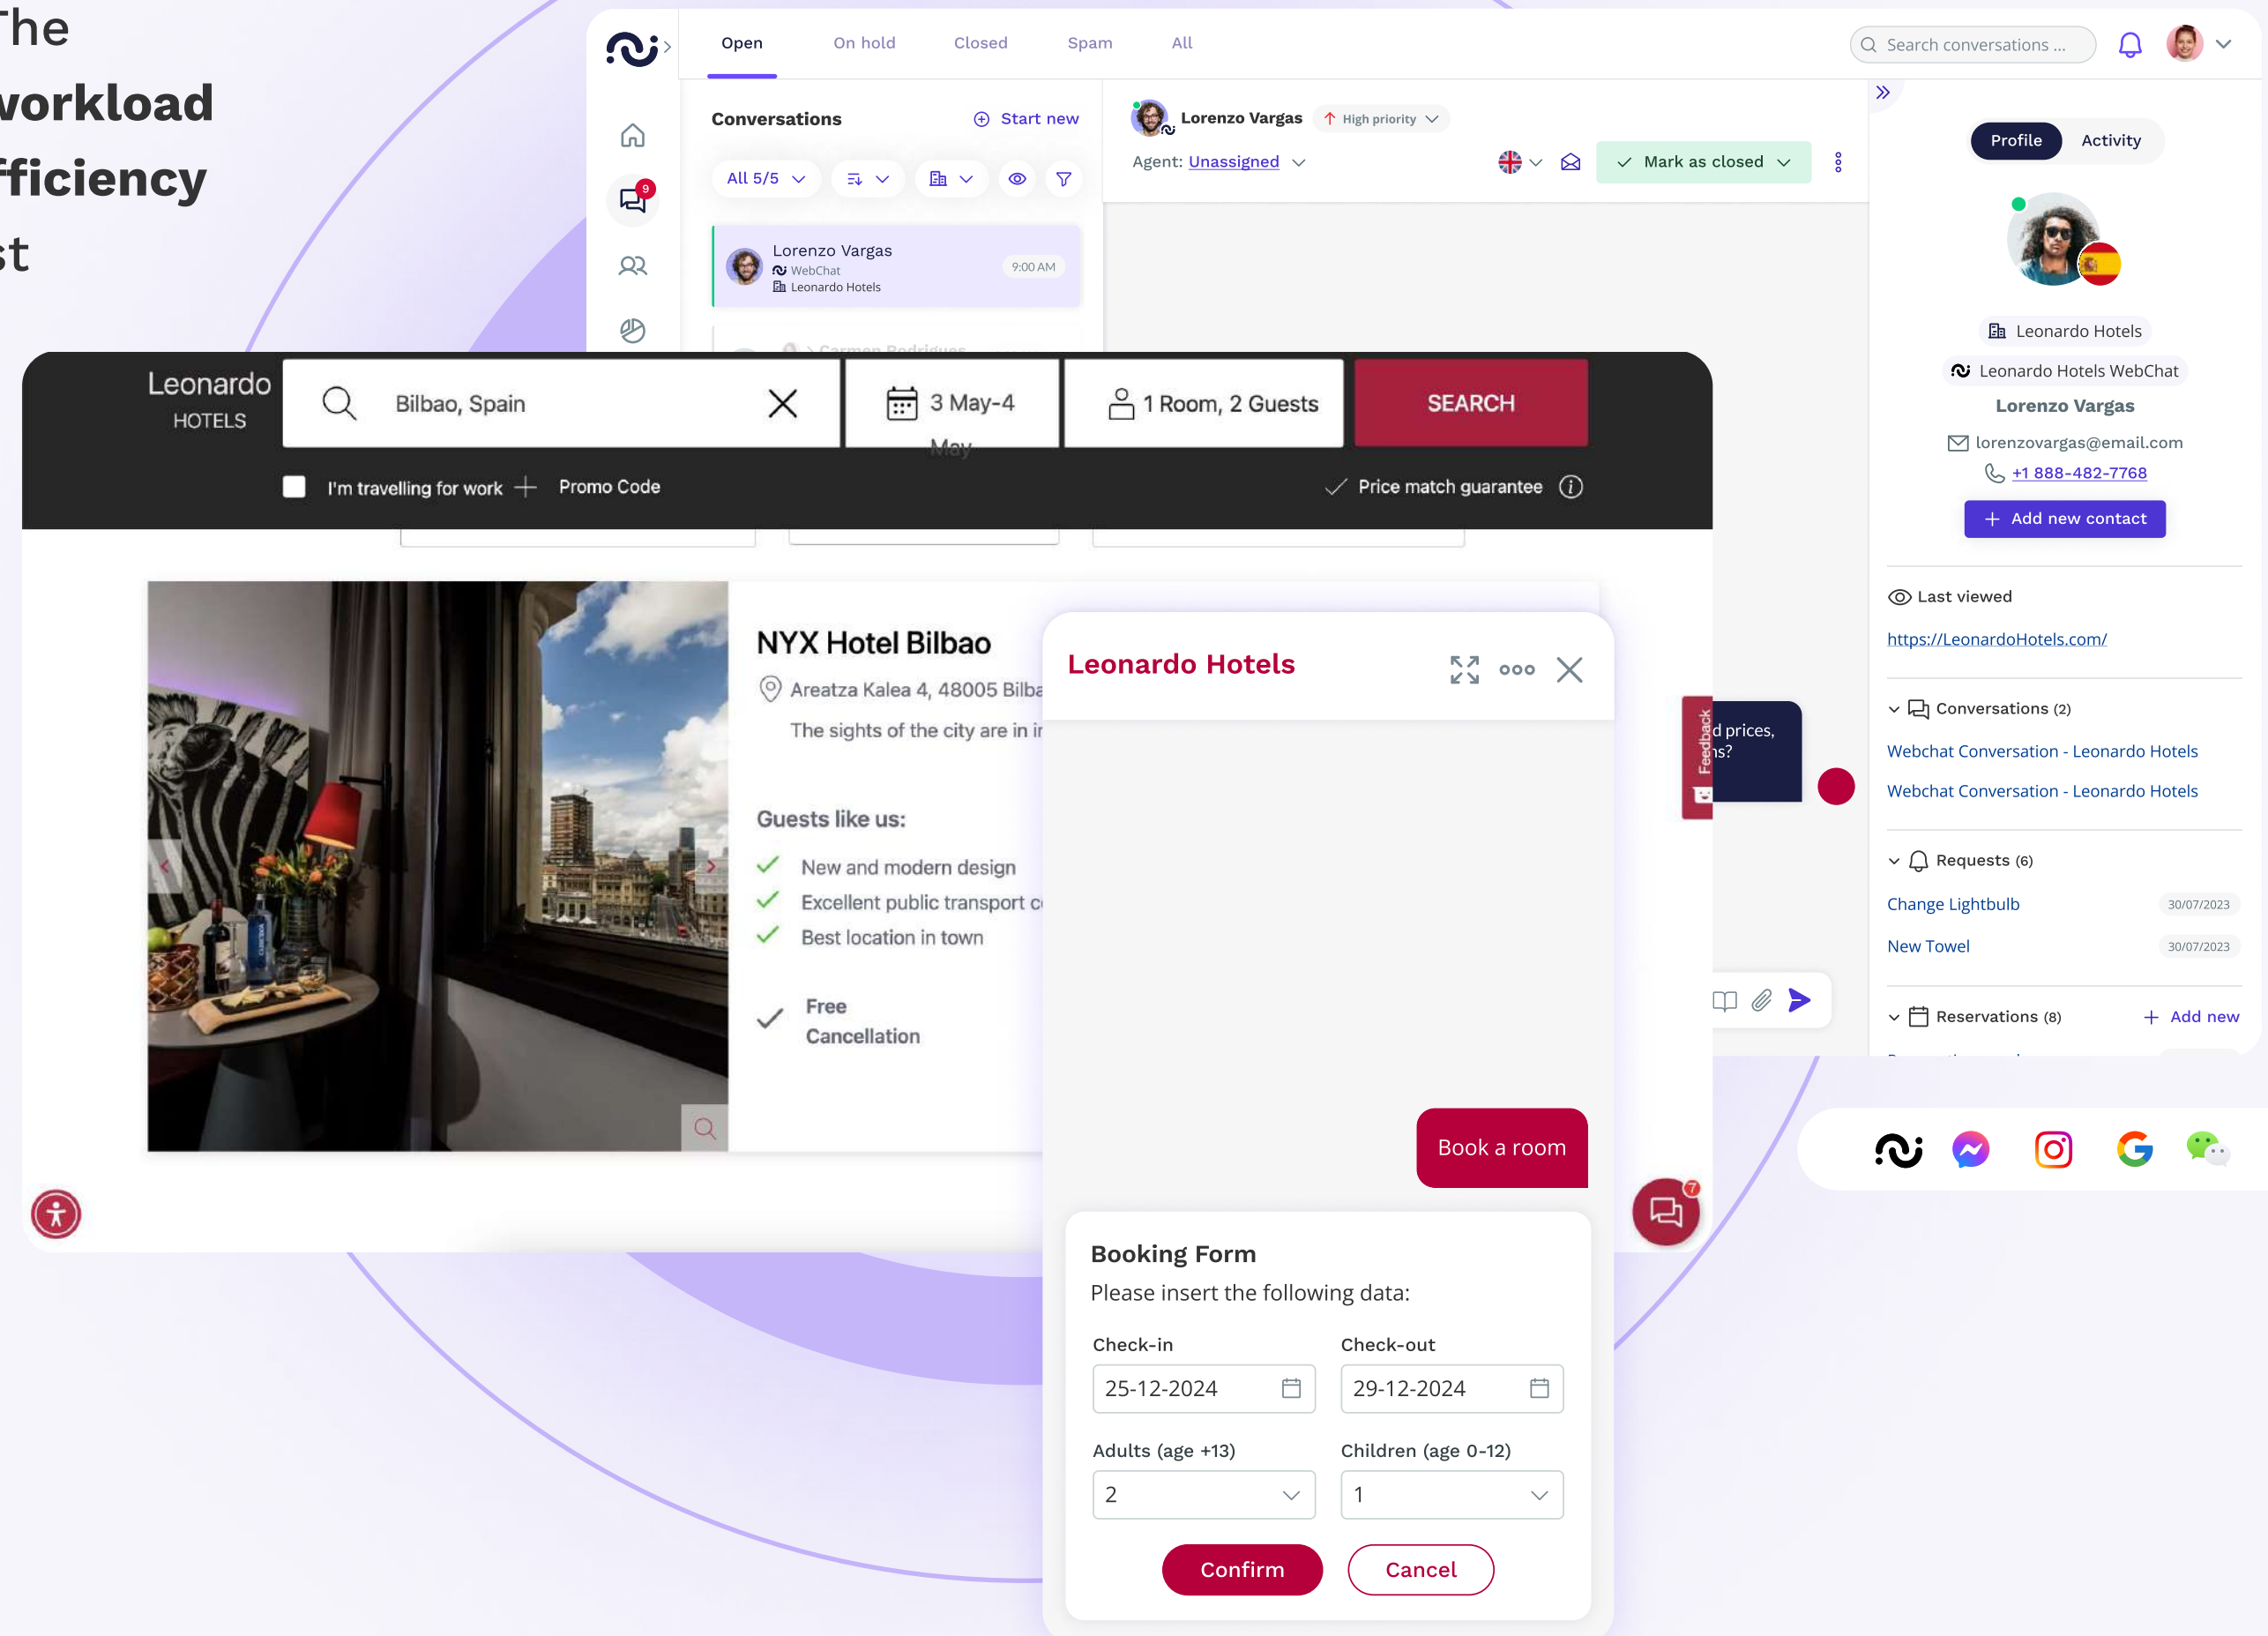 The
workload
efficiency
Open
On hold
Closed
Spam
All
Search conversations ...
9
Conversations
Start new
All 5/5
Lorenzo Vargas
WebChat
Leonardo Hotels
9:00 AM
Carmen Rodrigues
Lorenzo Vargas
High priority
Agent: Unassigned
Mark as closed
Profile
Activity
Leonardo Hotels
Leonardo Hotels WebChat
Lorenzo Vargas
lorenzovargas@email.com
+1 888-482-7768
+ Add new contact
Last viewed
https://LeonardoHotels.com/
Conversations (2)
Webchat Conversation - Leonardo Hotels
Webchat Conversation - Leonardo Hotels
Requests (6)
Change Lightbulb
30/07/2023
New Towel
30/07/2023
Reservations (8)
+ Add new
Leonardo
HOTELS
Bilbao, Spain
3 May-4
May
1 Room, 2 Guests
SEARCH
I'm travelling for work
+ Promo Code
Price match guarantee
NYX Hotel Bilbao
Areatza Kalea 4, 48005 Bilba
The sights of the city are in
Guests like us:
New and modern design
Excellent public transport
Best location in town
Free
Cancellation
Feedback
d prices,
ns?
7
Leonardo Hotels
Book a room
Booking Form
Please insert the following data:
Check-in
Check-out
25-12-2024
29-12-2024
Adults (age +13)
Children (age 0-12)
2
1
Confirm
Cancel